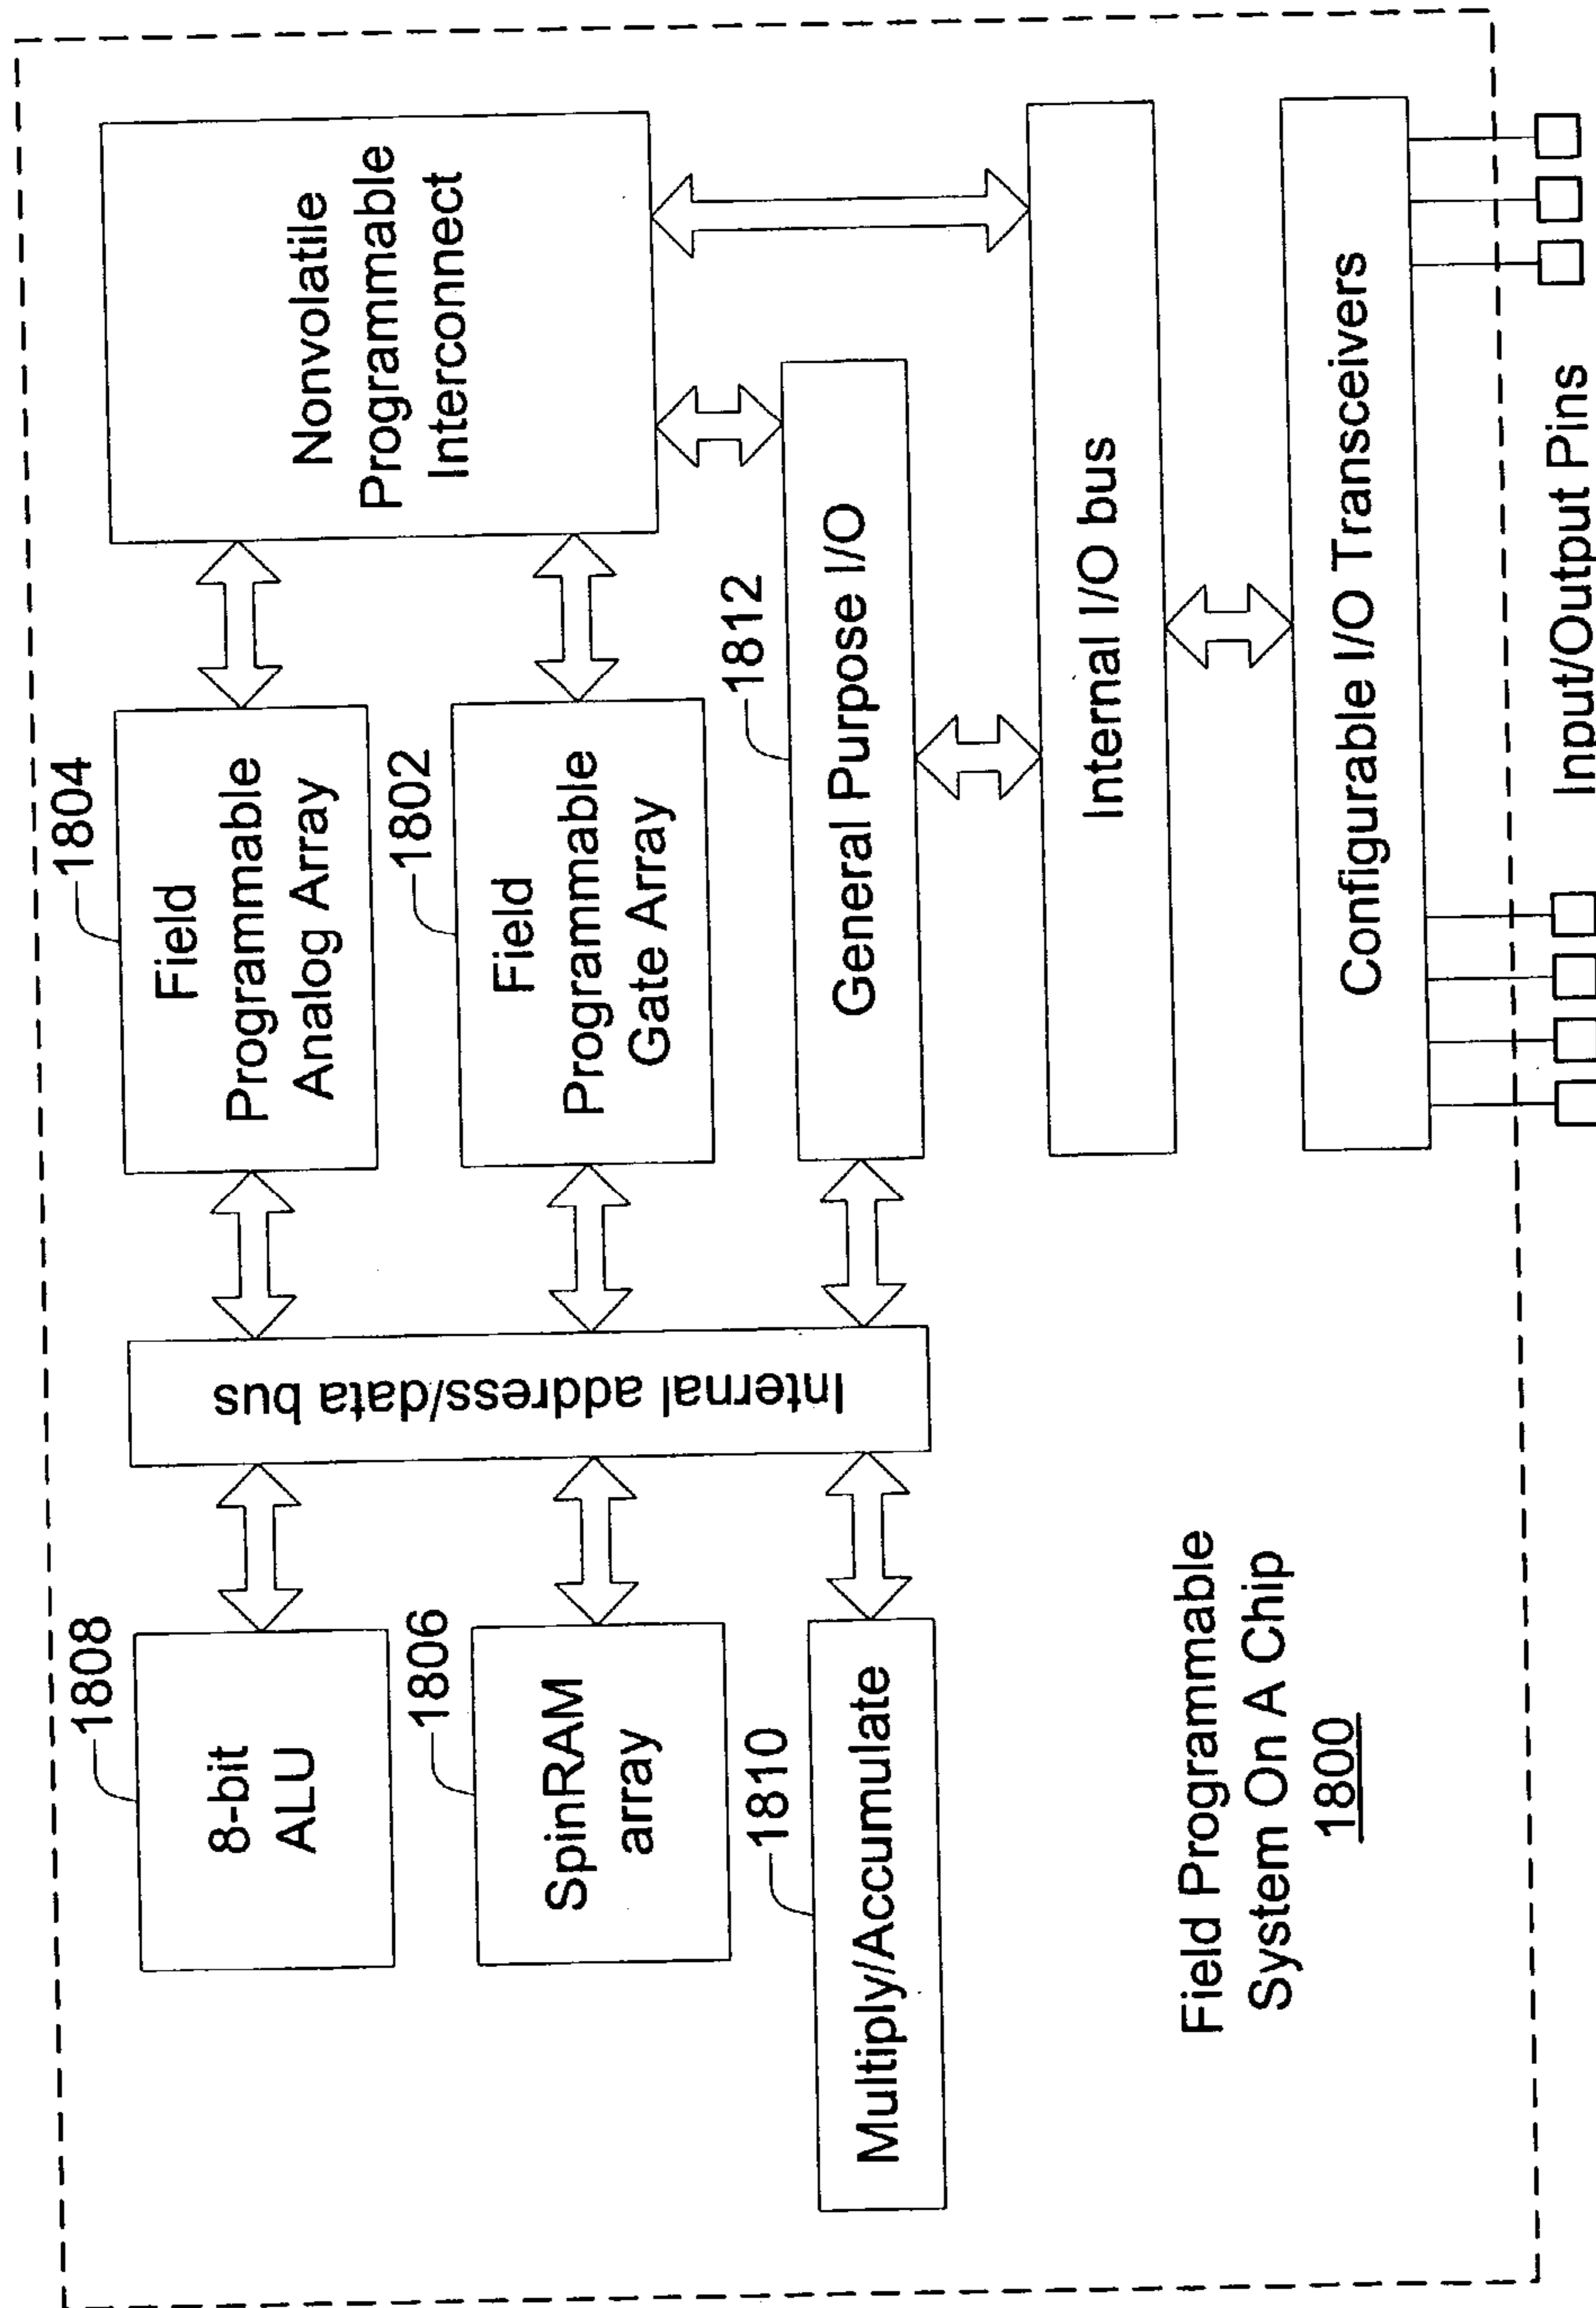 1808
8-bit
ALU
1806
SpinRAM
array
1810
Multiply/Accumulate
Internal address/data bus
1804
Field
Programmable
Analog Array
1802
Field
Programmable
Gate Array
1812
General Purpose I/O
Nonvolatile
Programmable
Interconnect
Internal I/O bus
Configurable I/O Transceivers
Input/Output Pins
Field Programmable
System On A Chip
1800